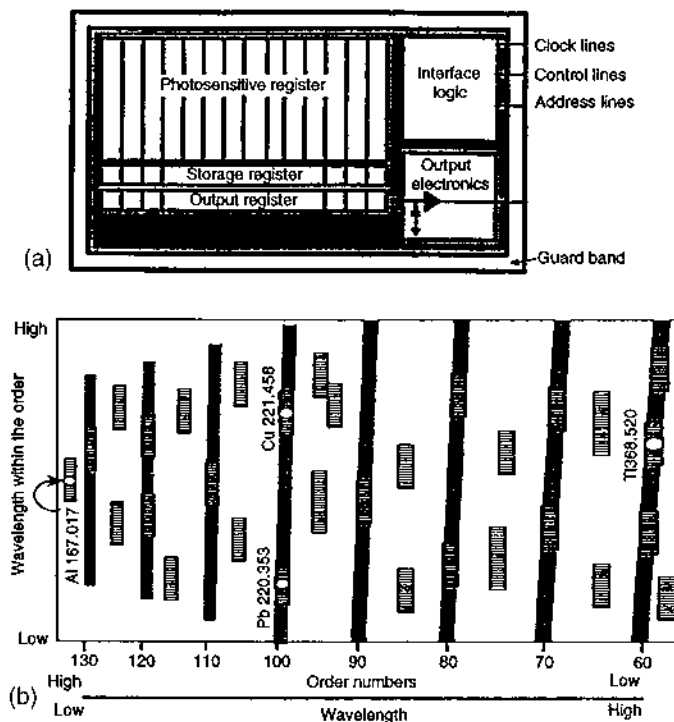 Photosensitive register
Storage register
Output register
Interface
logic
Output
electronics
Clock lines
Control lines
Address lines
Guard band
(a)
High
Wavelength within the order
Low
Al 167.017
Pb 220.353
Cu 221.458
Tl368.520
130
120
110
100
90
80
70
60
High
Order numbers
Low
(b)
Low
Wavelength
High